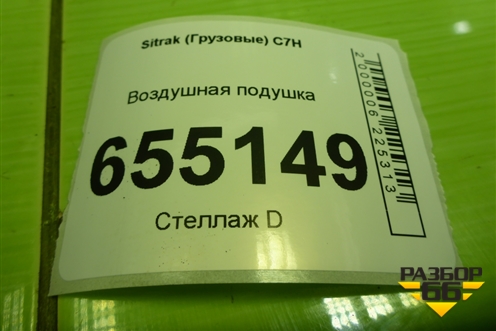 Sitrak (Грузовые) C7H
Воздушная подушка
655149
Стеллаж D
2000006225313
РАЗБОР
66